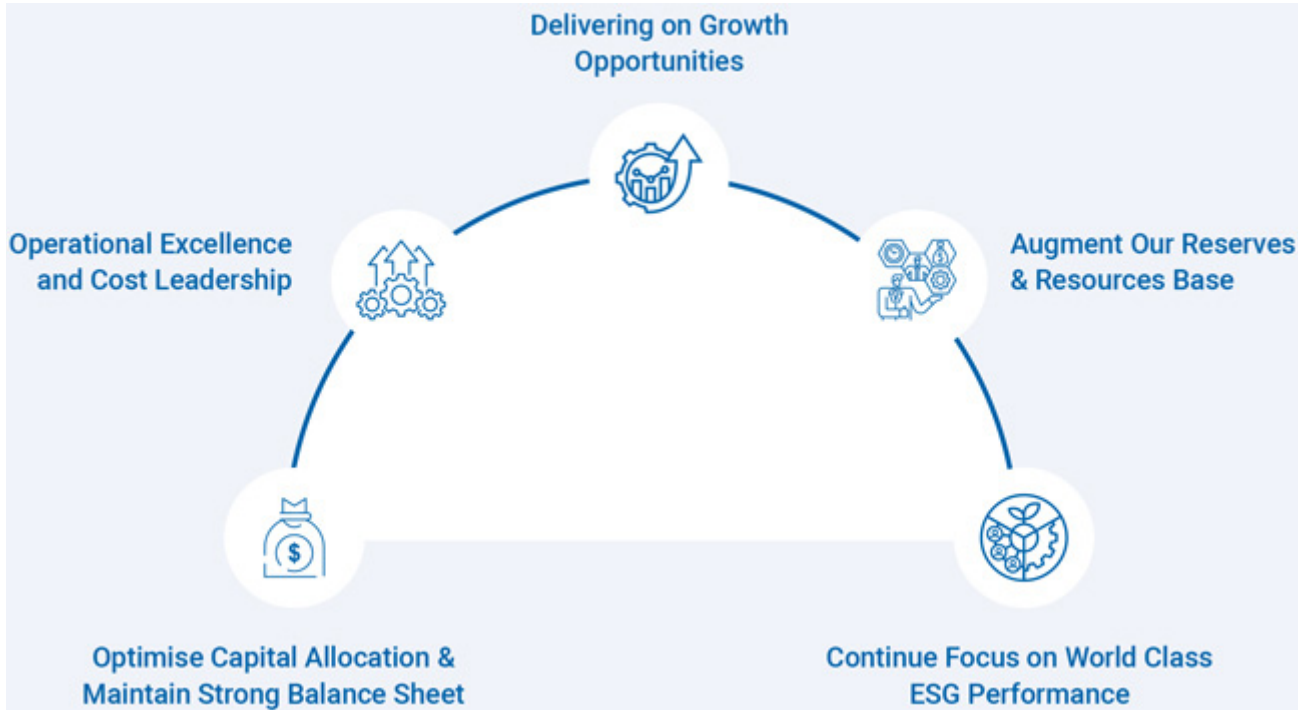 Delivering on Growth
Opportunities
Operational Excellence
and Cost Leadership
Augment Our Reserves
& Resources Base
$
Optimise Capital Allocation &
Maintain Strong Balance Sheet
Continue Focus on World Class
ESG Performance